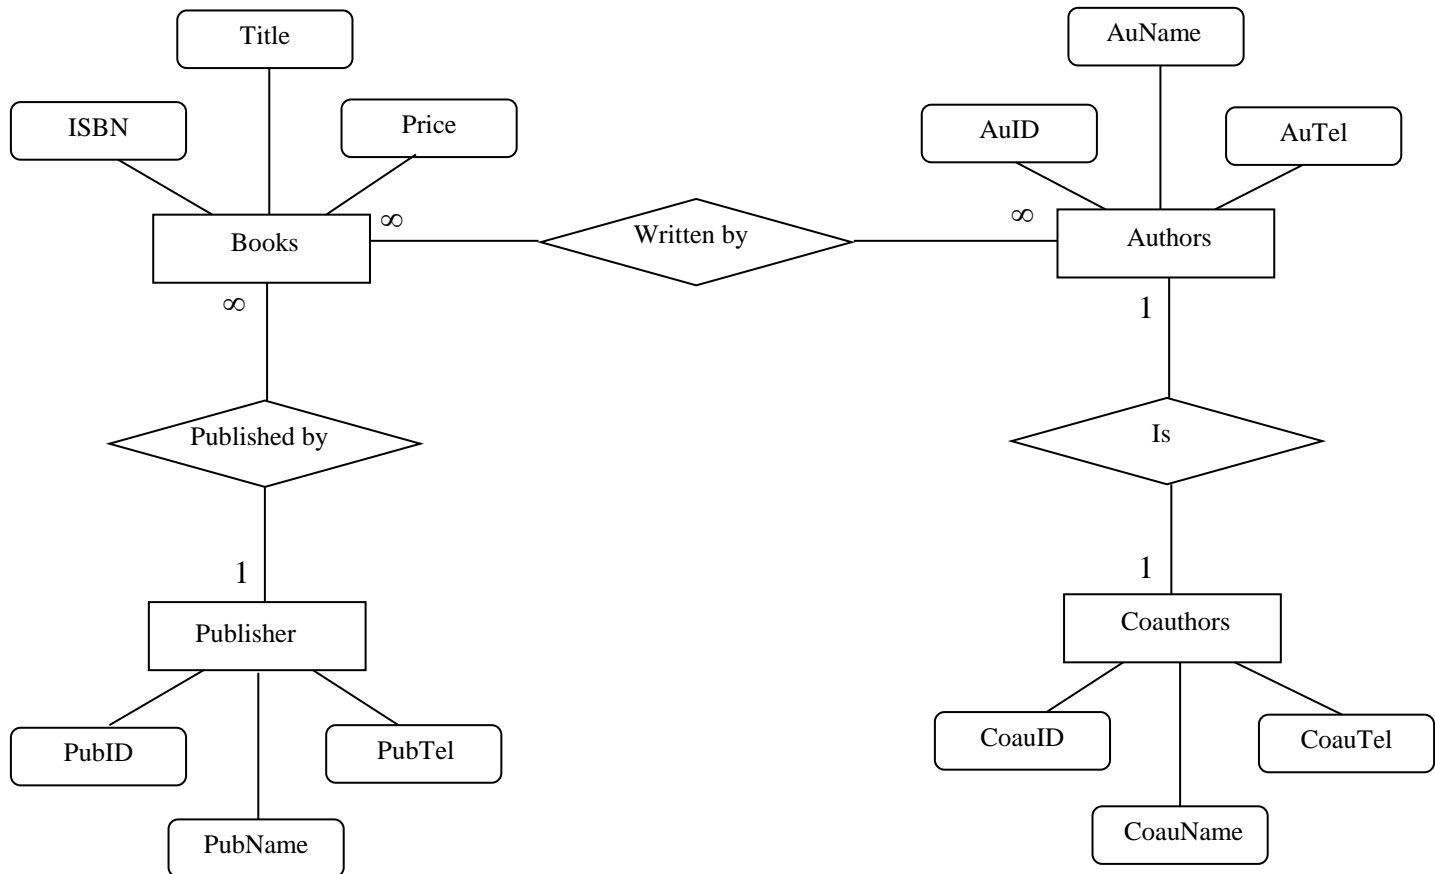 Title
AuName
ISBN
Price
AuID
AuTel
∞
∞
Books
Written by
Authors
∞
1
Published by
Is
1
1
Publisher
Coauthors
PubID
PubTel
CoauID
CoauTel
PubName
CoauName